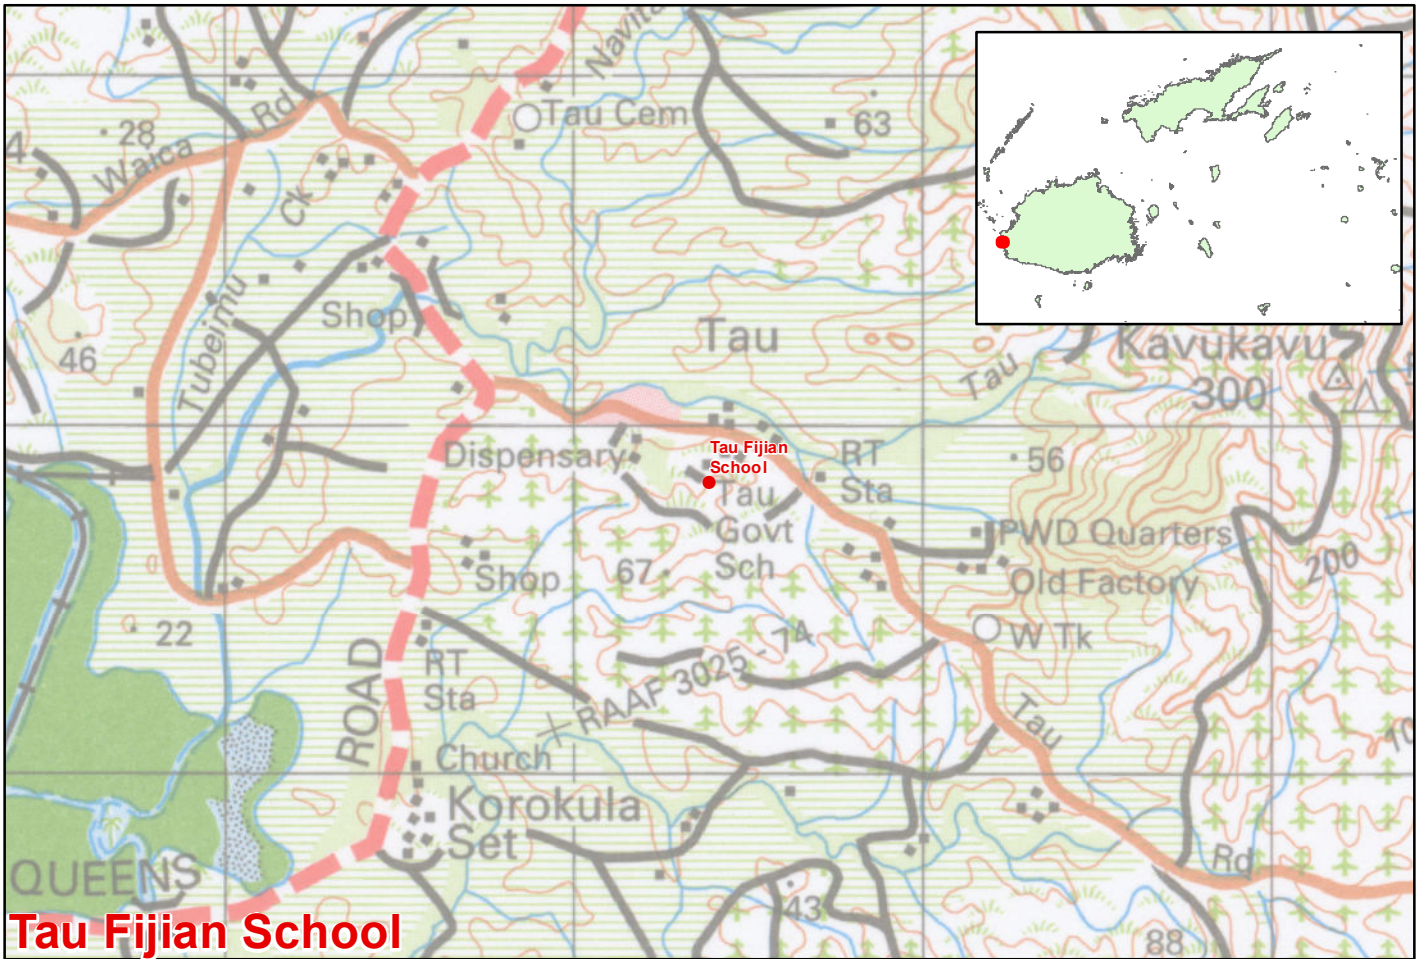 Navita
Tau Cem
63
Rd
28
Waica
4
Ck
Tubeimu
Shop
46
Tau
Tau
Kavukavu
300
Dispensary
Tau Fijian
School
RT
Sta
56
Tau
Govt
Sch
PWD Quarters
200
Shop
67
Old Factory
22
W Tk
RT
Sta
ROAD
RAAF 3025 - 74
Tau
Church
Korokula
Set
QUEENS
Rd
43
88
Tau Fijian School